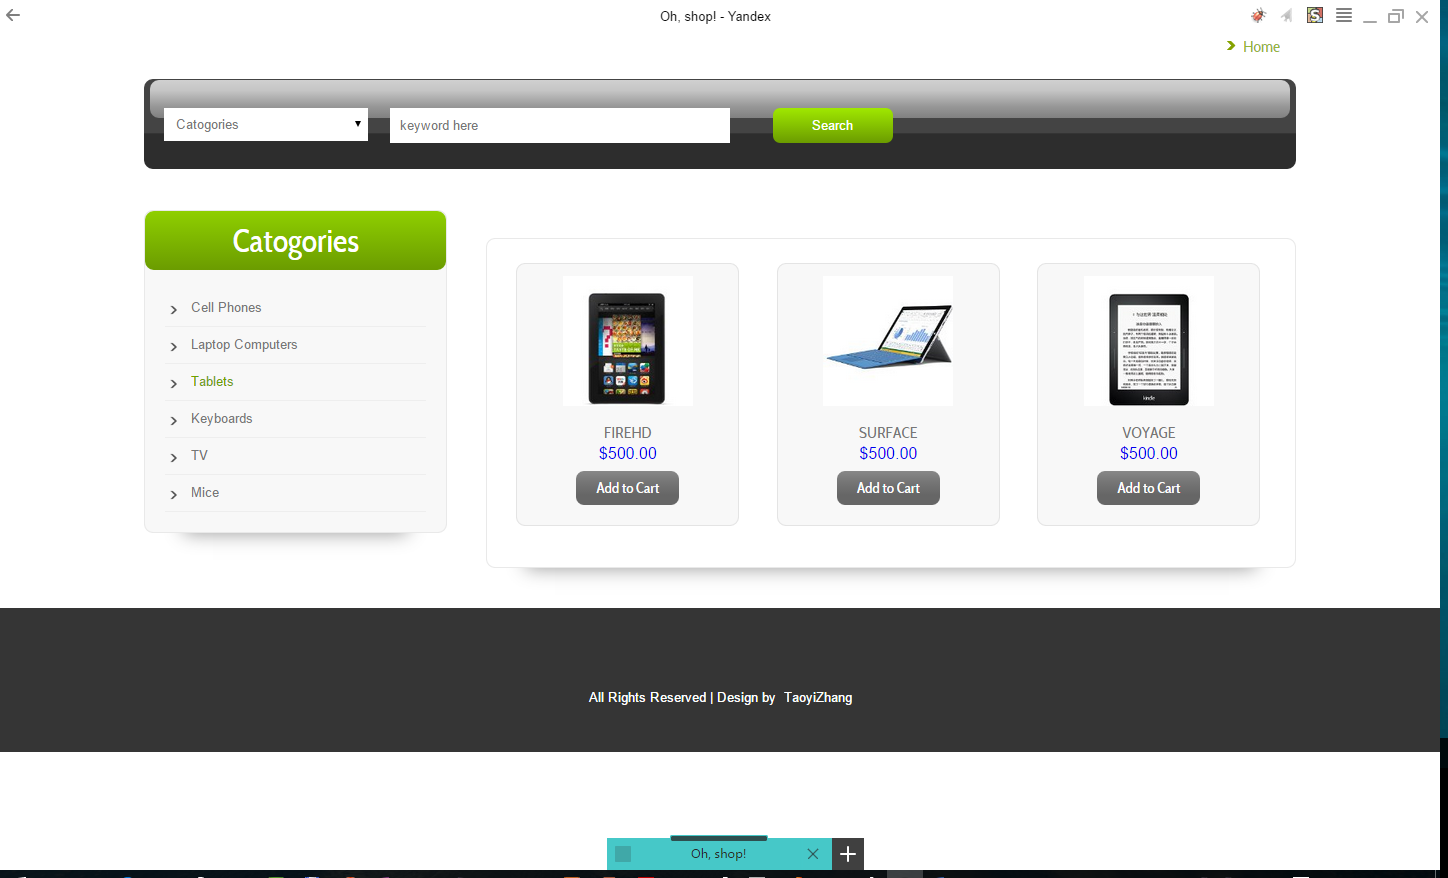 Oh, shop! - Yandex
Home
Catogories
keyword here
Search
Catogories
Cell Phones
Laptop Computers
Tablets
Keyboards
TV
Mice
FIREHD
$500.00
Add to Cart
SURFACE
$500.00
Add to Cart
kindle
VOYAGE
$500.00
Add to Cart
All Rights Reserved | Design by TaoyiZhang
Oh, shop!